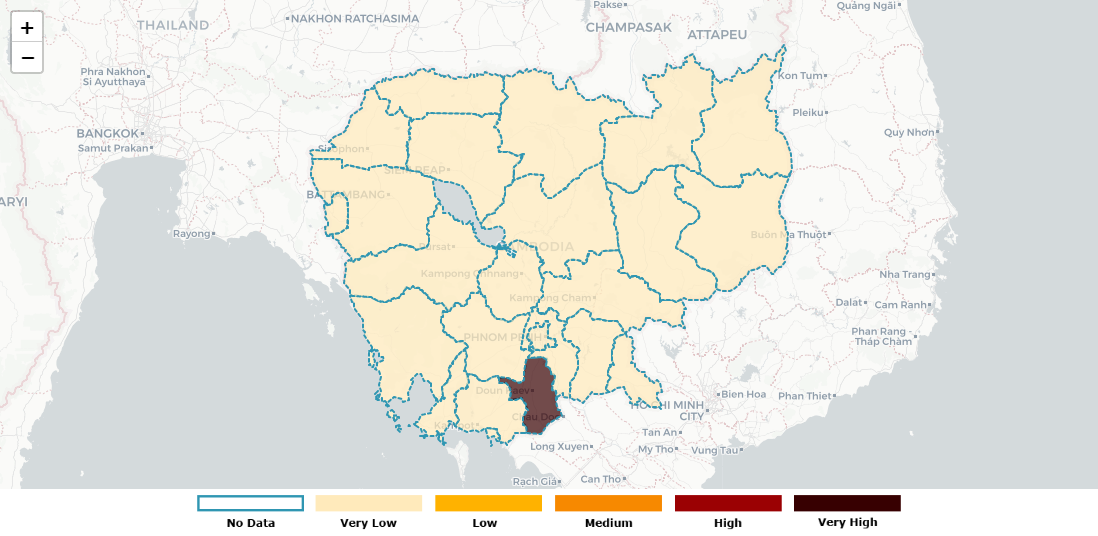 +
−
THAILAND
NAKHON RATCHASIMA
Pakse
Quảng Ngãi
CHAMPASAK
ATTAPEU
Phra Nakhon
Si Ayutthaya
Kon Tum
Pleiku
BANGKOK
Samut Prakan
Quy Nhơn
Sisophon
SIEM REAP
BATTAMBANG
ARYI
Rayong
Pursat
CAMBODIA
Buôn Ma Thuột
Kampong Chhnang
Nha Trang
Kampong Cham
Dalat
Cam Ranh
PHNOM PENH
Phan Rang -
Tháp Chàm
Doun Kaev
Bien Hoa
Phan Thiet
HO CHI MINH
CITY
Chau Doc
Kampot
Tan An
Long Xuyen
My Tho
Vung Tau
Rạch Giá
Can Tho
No Data
Very Low
Low
Medium
High
Very High